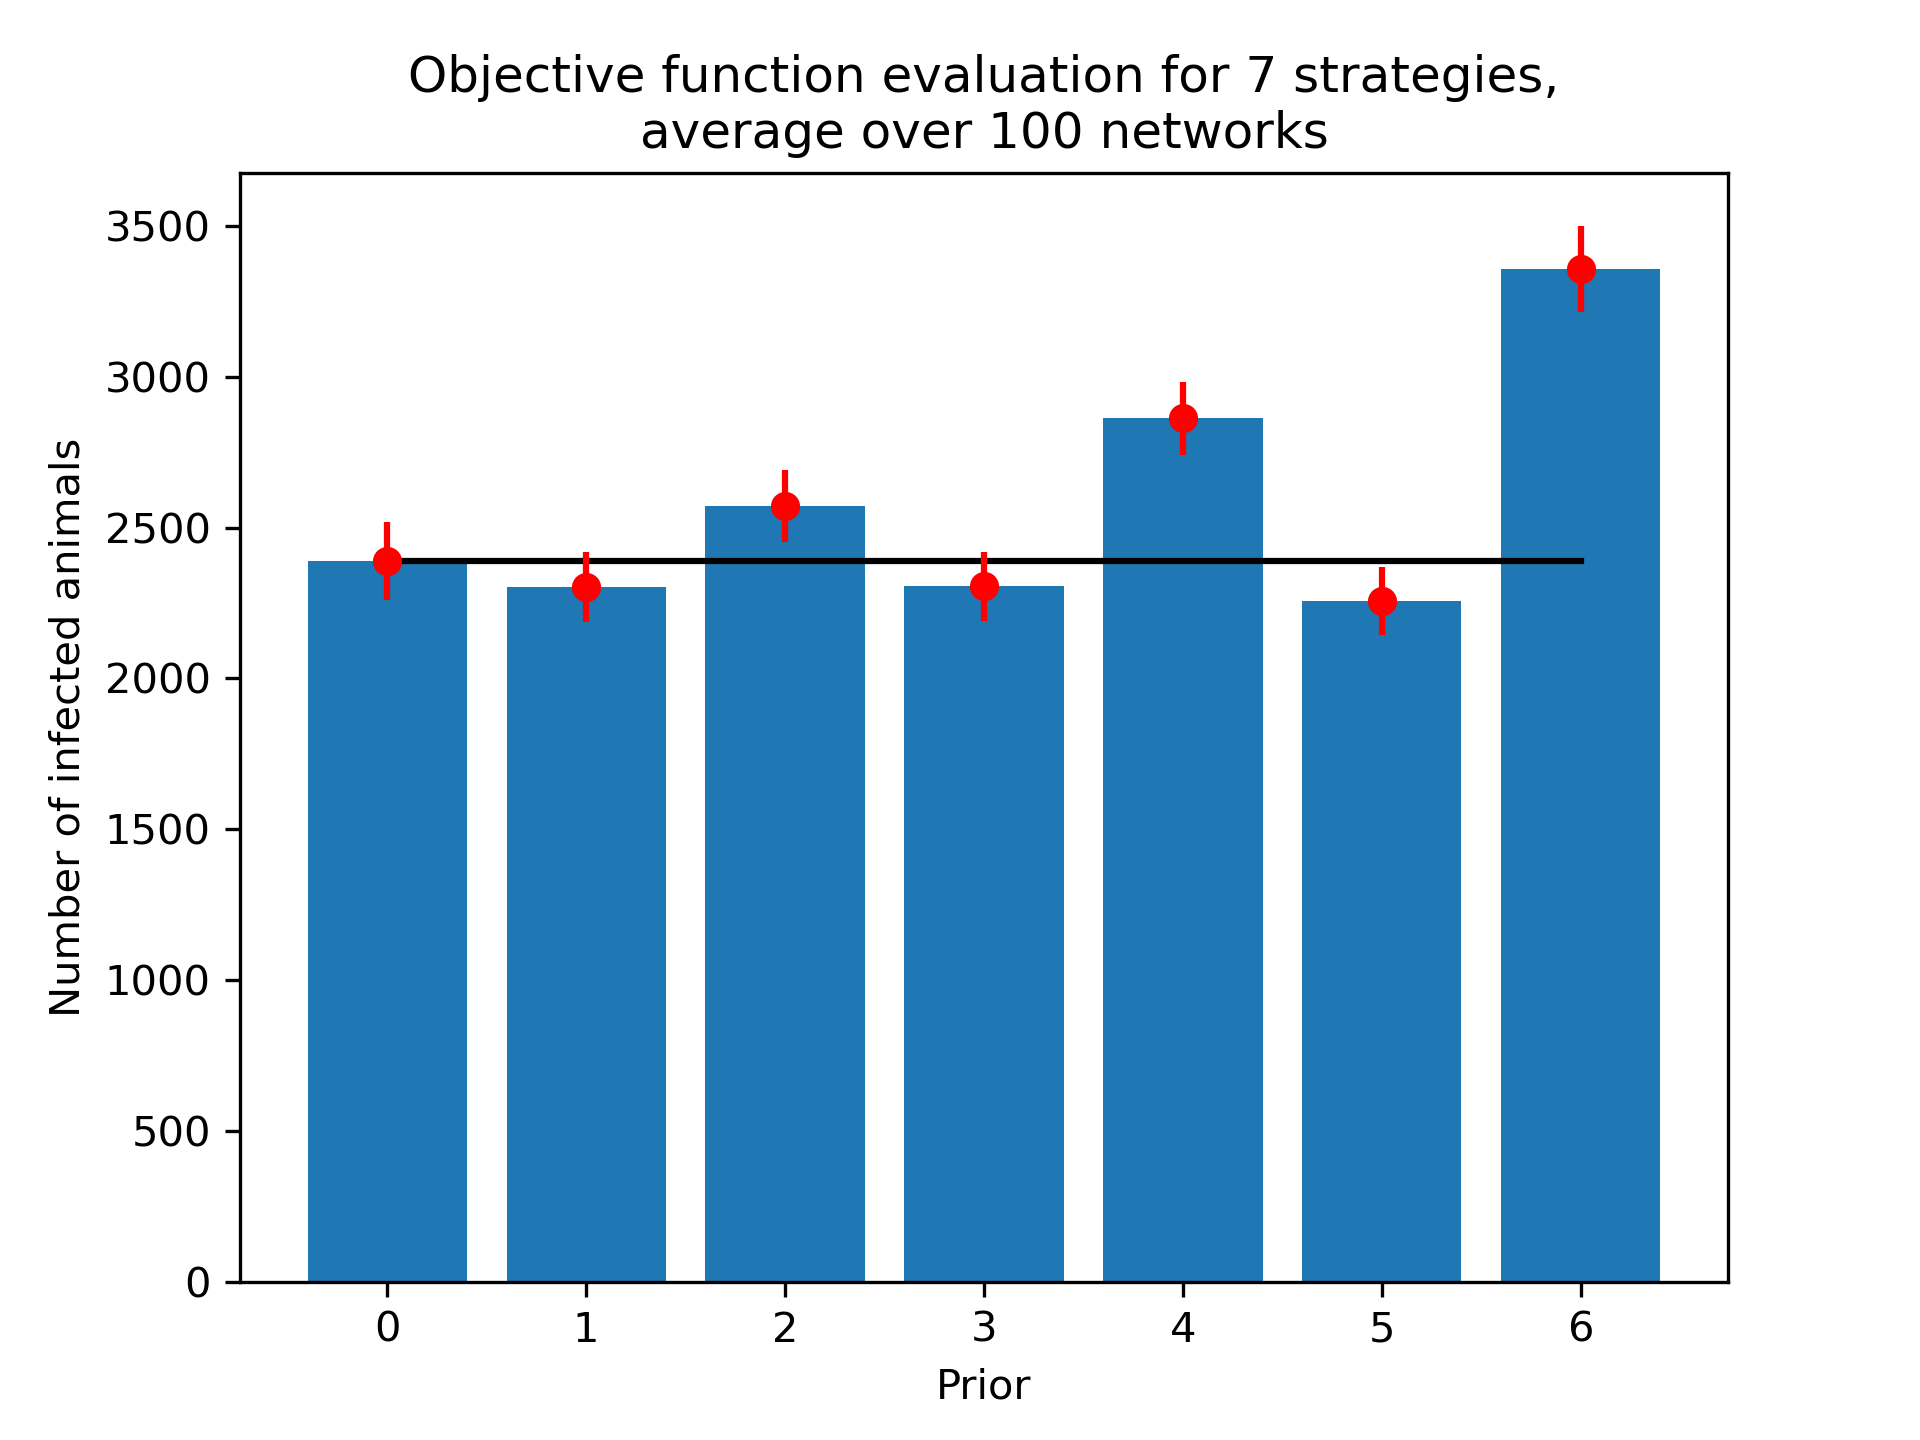 Objective function evaluation for 7 strategies,
average over 100 networks
Number of infected animals
3500
3000
2500
2000
1500
1000
500
0
0 1 2 3 4 5 6
Prior